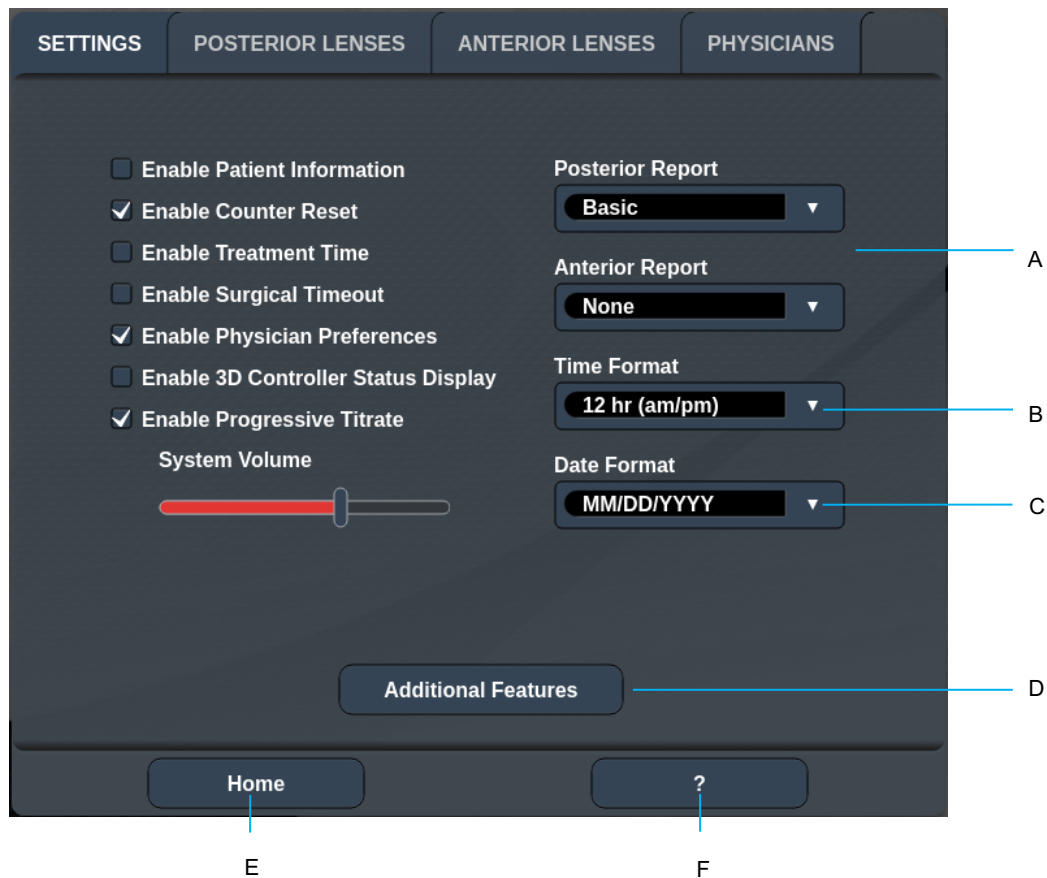 SETTINGS POSTERIOR LENSES ANTERIOR LENSES PHYSICIANS
Enable Patient Information
Enable Counter Reset
Enable Treatment Time
Enable Surgical Timeout
Enable Physician Preferences
Enable 3D Controller Status Display
Enable Progressive Titrate
System Volume
Posterior Report
Basic
A
Anterior Report
None
Time Format
12 hr (am/pm)
B
Date Format
MM/DD/YYYY
C
Additional Features
D
Home
?
E
F